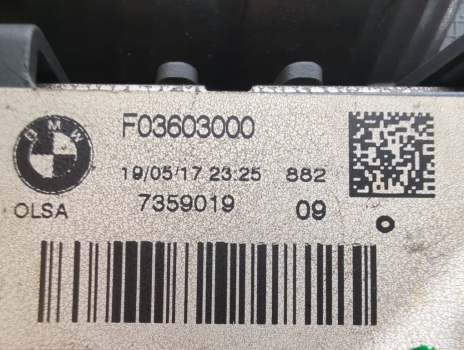 BMW
F03603000
19/05/17 23:25 882
OLSA 7359019 09